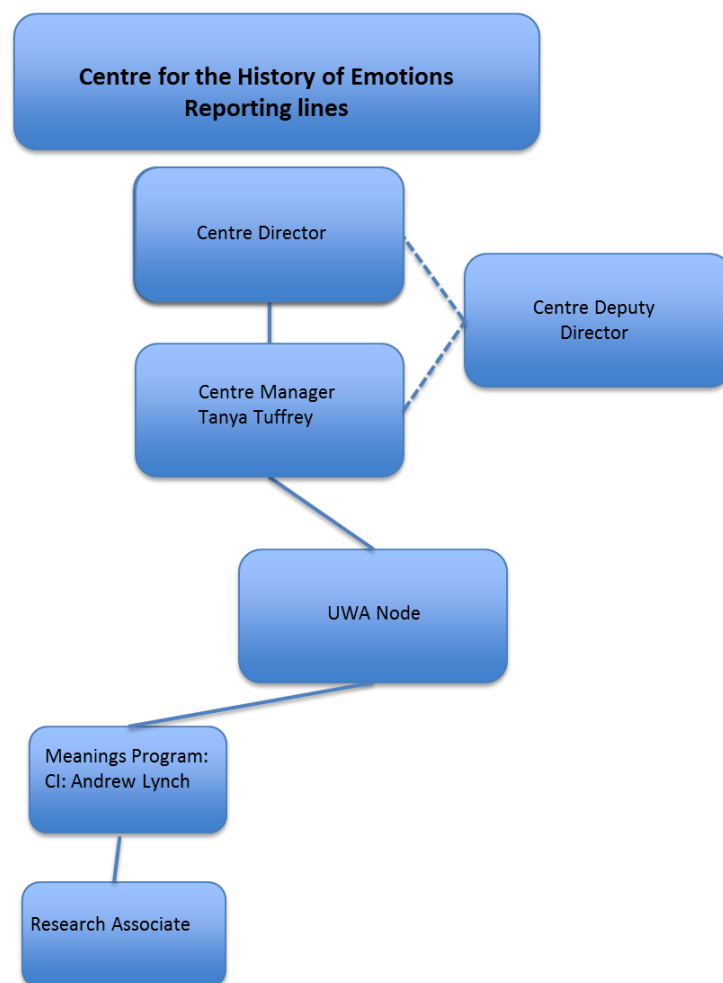 Centre for the History of Emotions
Reporting lines
Centre Director
Centre Deputy
Director
Centre Manager
Tanya Tuffrey
UWA Node
Meanings Program:
CI: Andrew Lynch
Research Associate